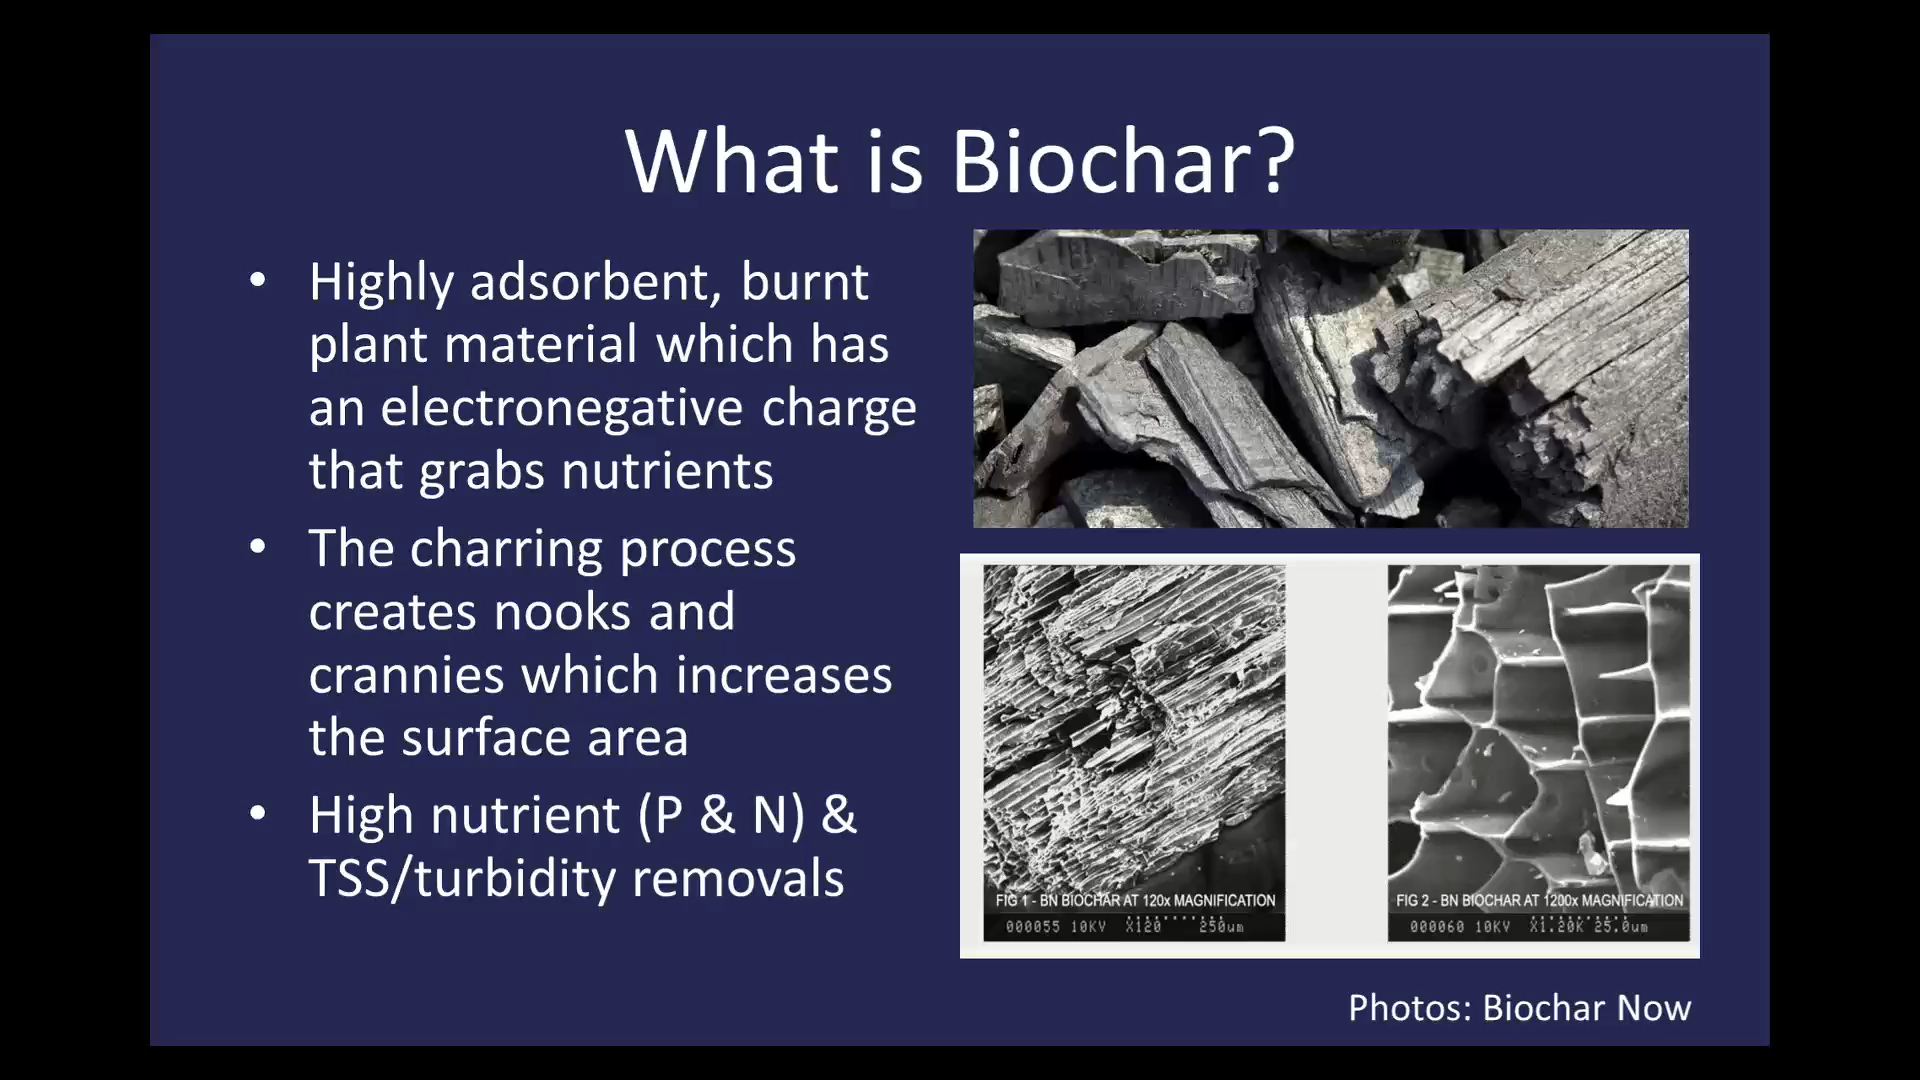 What is Biochar?
• Highly adsorbent, burnt
plant material which has
an electronegative charge
that grabs nutrients
• The charring process
creates nooks and
crannies which increases
the surface area
• High nutrient (P & N) &
TSS/turbidity removals
FIG 1 - BN BIOCHAR AT 120x MAGNIFICATION
000055 10KV X120 250um
FIG 2 - BN BIOCHAR AT 1200x MAGNIFICATION
000060 10KV X1.20K 25.0um
Photos: Biochar Now